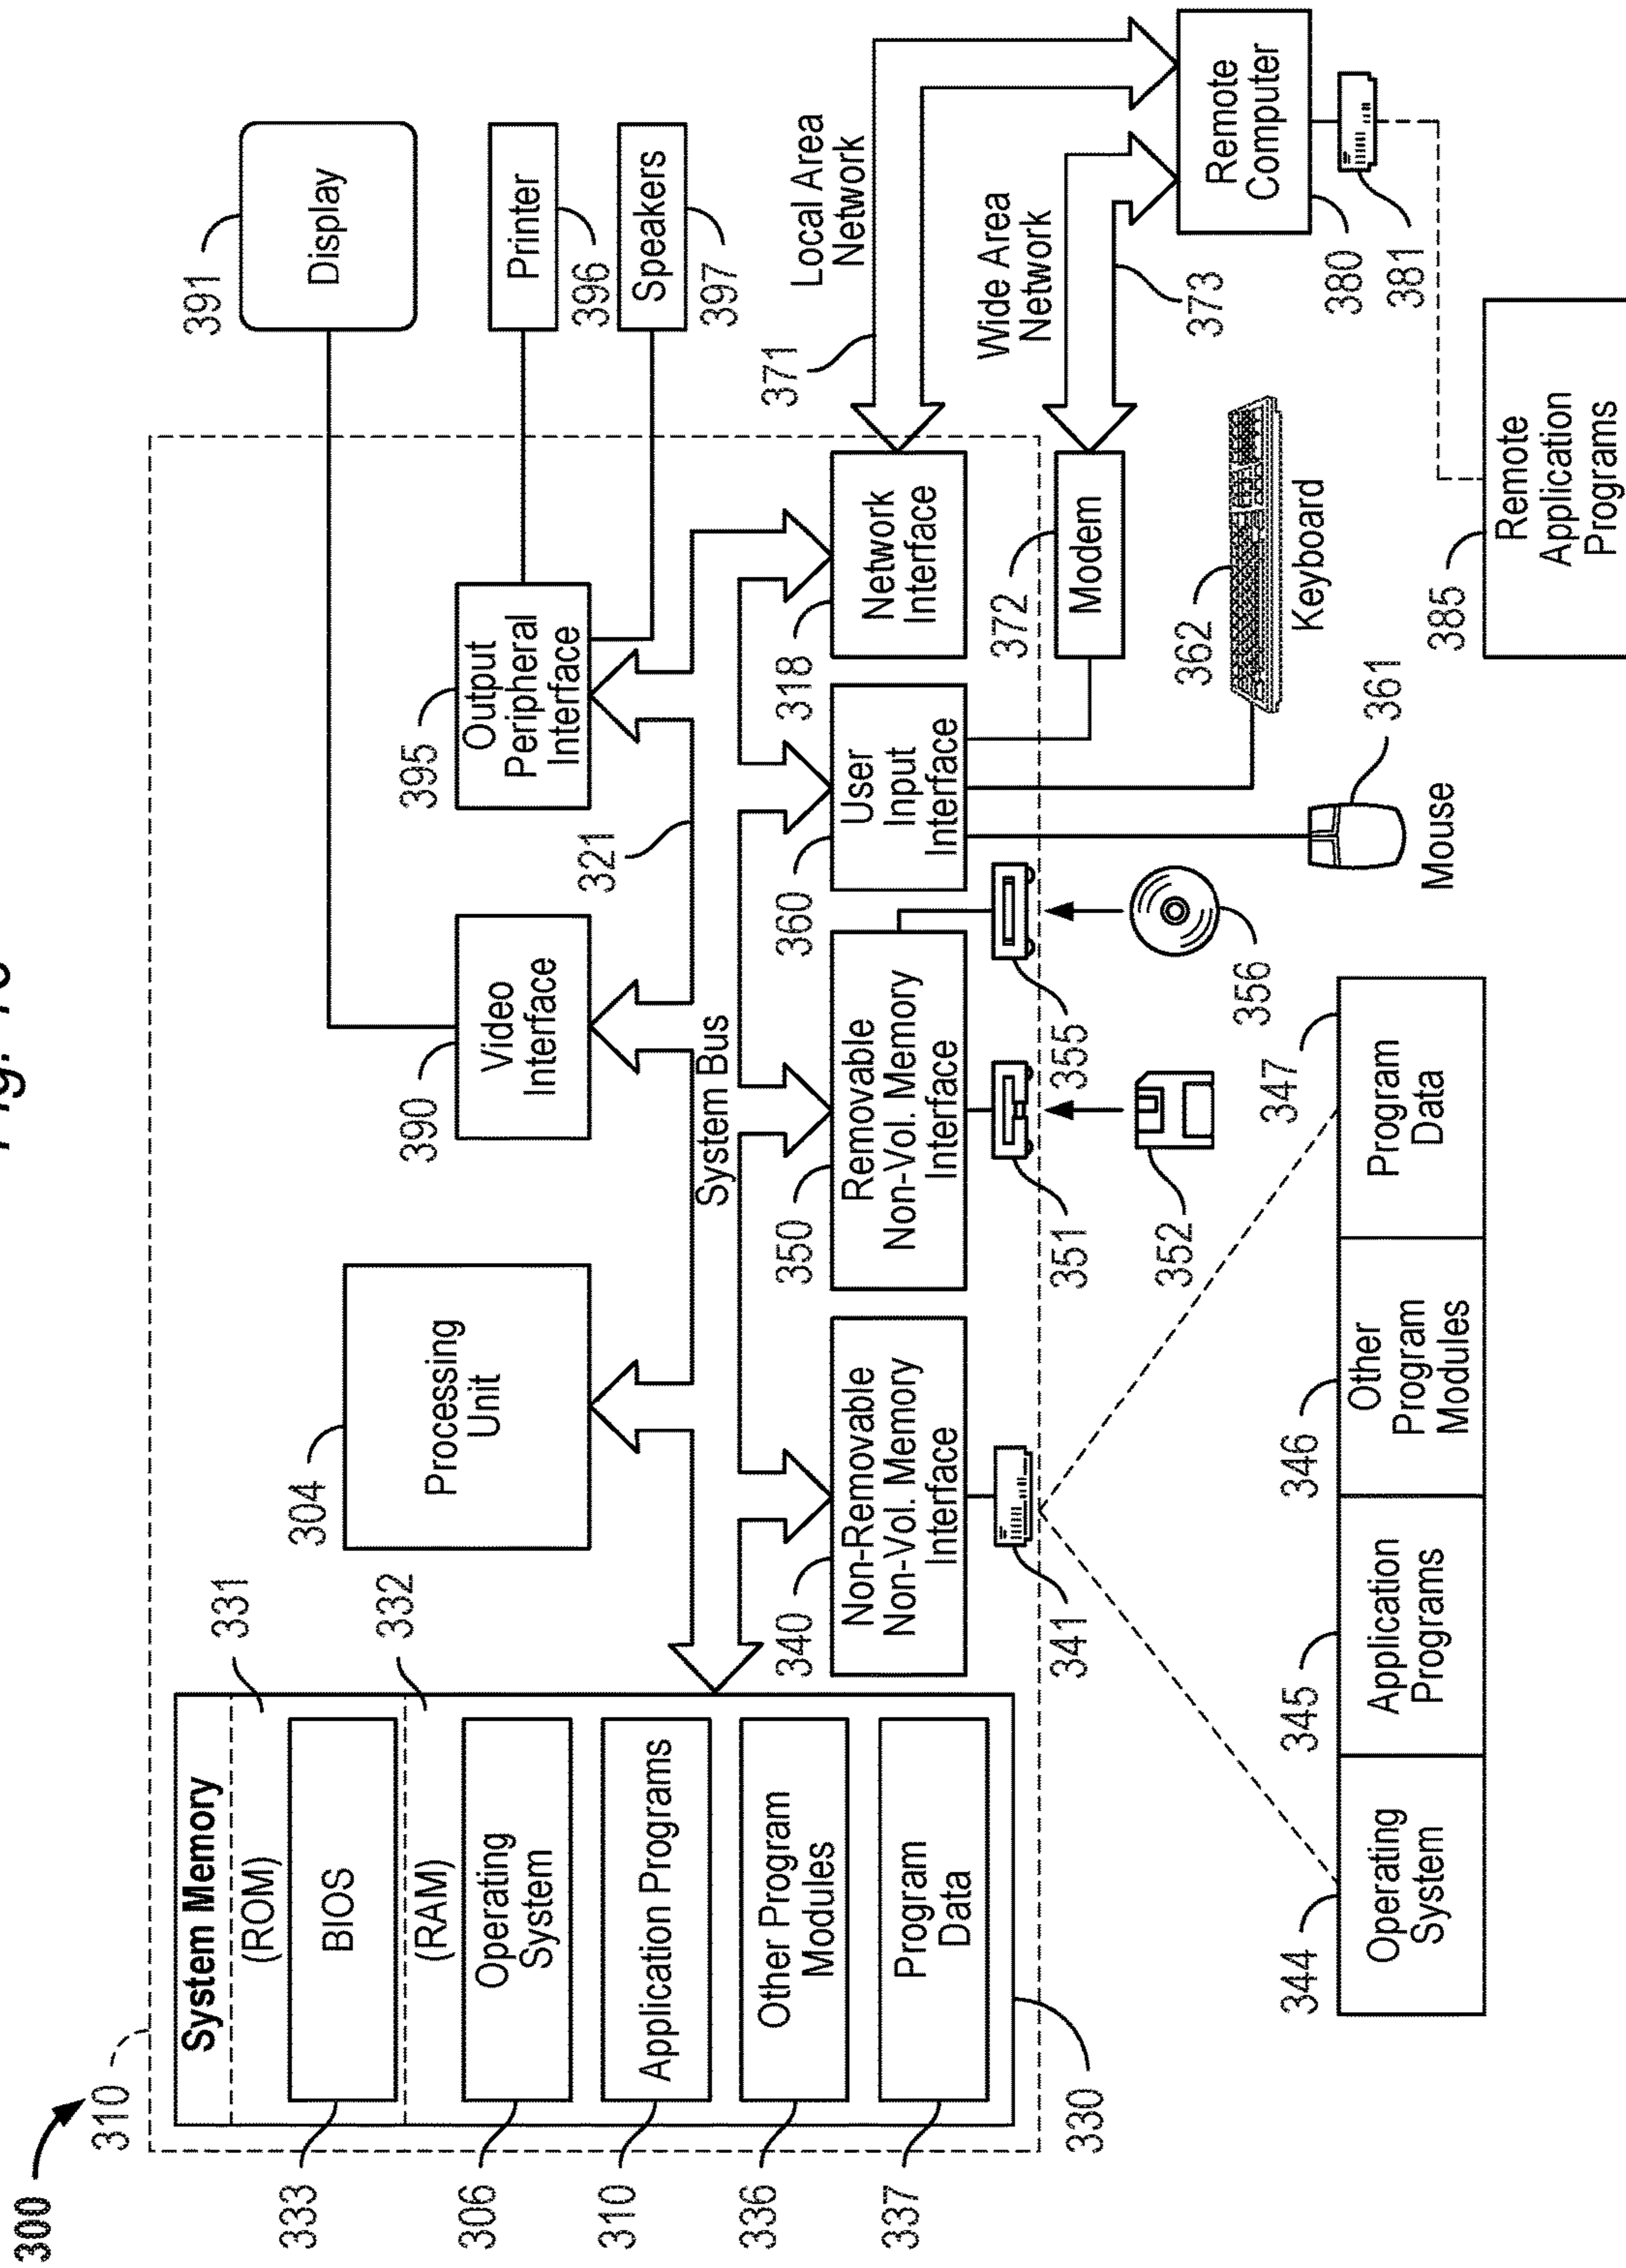 300
310
System Memory
(ROM)
331
BIOS
333
(RAM)
332
Operating
System
306
Application Programs
310
Other Program
Modules
336
Program
Data
337
330
304
Processing
Unit
390
Video
Interface
395
Output
Peripheral
Interface
391
Display
Printer
396
Speakers
397
System Bus
321
340
Non-Removable
Non-Vol. Memory
Interface
350
Removable
Non-Vol. Memory
Interface
360
User
Input
Interface
318
Network
Interface
371
Local Area
Network
Wide Area
Network
373
341
351
355
352
356
372
Modem
Remote
Computer
380
381
362
Keyboard
361
Mouse
344
Operating
System
345
Application
Programs
346
Other
Program
Modules
347
Program
Data
385
Remote
Application
Programs